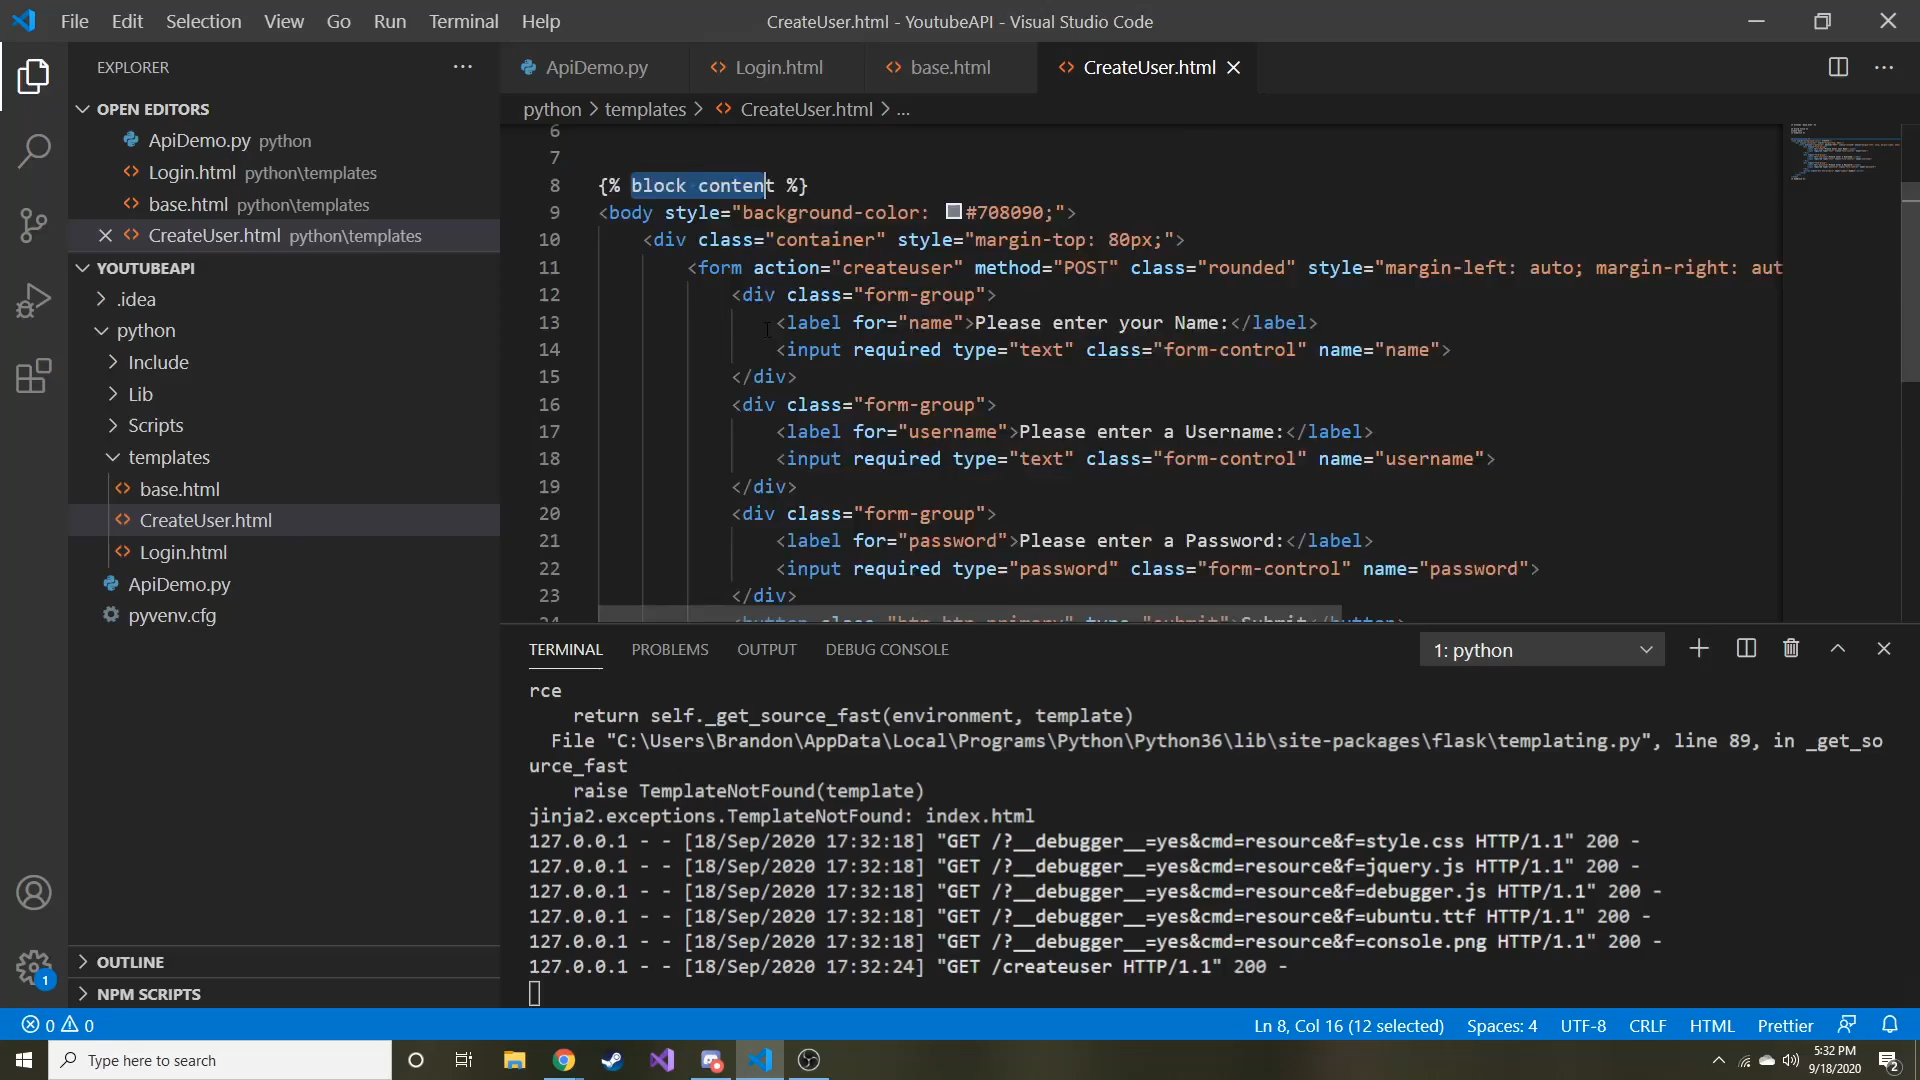 File Edit Selection View Go Run Terminal Help CreateUser.html - YoutubeAPI - Visual Studio Code
EXPLORER
ApiDemo.py Login.html base.html CreateUser.html
python > templates > CreateUser.html > ...
OPEN EDITORS
ApiDemo.py python
Login.html python\templates
base.html python\templates
CreateUser.html python\templates
YOUTUBEAPI
.idea
python
Include
Lib
Scripts
templates
base.html
CreateUser.html
Login.html
ApiDemo.py
pyvenv.cfg
OUTLINE
NPM SCRIPTS
6
7
8 {% block content %}
9 <body style="background-color: #708090;">
10 <div class="container" style="margin-top: 80px;">
11 <form action="createuser" method="POST" class="rounded" style="margin-left: auto; margin-right: aut
12 <div class="form-group">
13 <label for="name">Please enter your Name:</label>
14 <input required type="text" class="form-control" name="name">
15 </div>
16 <div class="form-group">
17 <label for="username">Please enter a Username:</label>
18 <input required type="text" class="form-control" name="username">
19 </div>
20 <div class="form-group">
21 <label for="password">Please enter a Password:</label>
22 <input required type="password" class="form-control" name="password">
23 </div>
TERMINAL PROBLEMS OUTPUT DEBUG CONSOLE 1: python
rce
return self._get_source_fast(environment, template)
File "C:\Users\Brandon\AppData\Local\Programs\Python\Python36\lib\site-packages\flask\templating.py", line 89, in _get_so
urce_fast
raise TemplateNotFound(template)
jinja2.exceptions.TemplateNotFound: index.html
127.0.0.1 - - [18/Sep/2020 17:32:18] "GET /?__debugger__=yes&cmd=resource&f=style.css HTTP/1.1" 200 -
127.0.0.1 - - [18/Sep/2020 17:32:18] "GET /?__debugger__=yes&cmd=resource&f=jquery.js HTTP/1.1" 200 -
127.0.0.1 - - [18/Sep/2020 17:32:18] "GET /?__debugger__=yes&cmd=resource&f=debugger.js HTTP/1.1" 200 -
127.0.0.1 - - [18/Sep/2020 17:32:18] "GET /?__debugger__=yes&cmd=resource&f=ubuntu.ttf HTTP/1.1" 200 -
127.0.0.1 - - [18/Sep/2020 17:32:18] "GET /?__debugger__=yes&cmd=resource&f=console.png HTTP/1.1" 200 -
127.0.0.1 - - [18/Sep/2020 17:32:24] "GET /createuser HTTP/1.1" 200 -
1
0 0 Ln 8, Col 16 (12 selected) Spaces: 4 UTF-8 CRLF HTML Prettier
Type here to search
5:32 PM
9/18/2020
2